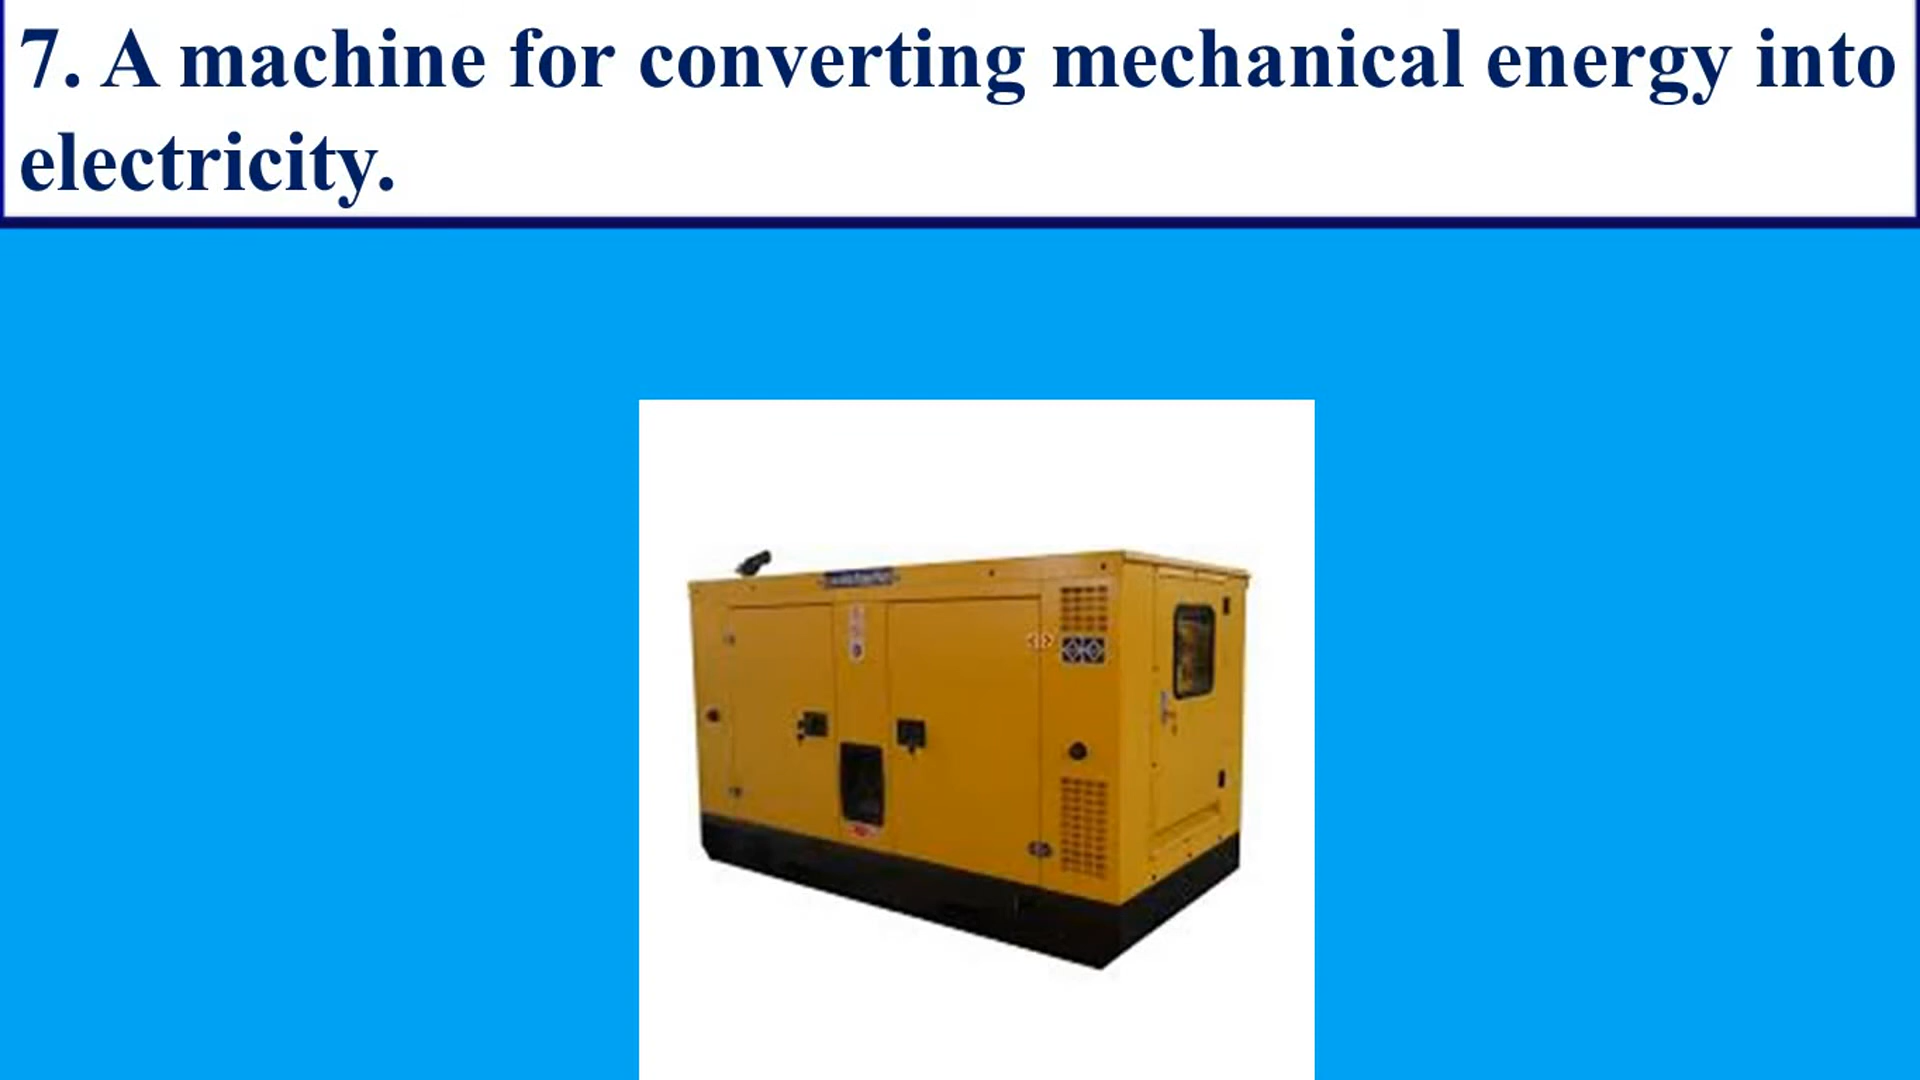 7. A machine for converting mechanical energy into
electricity.